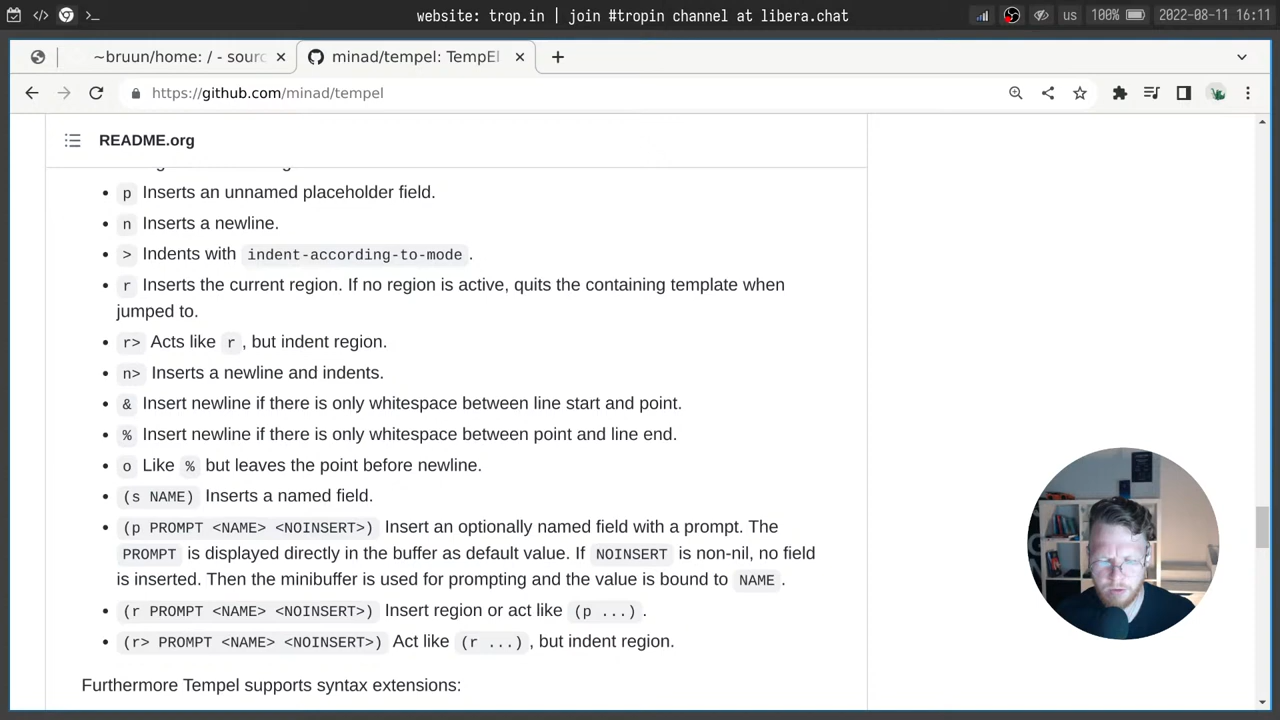 website: trop.in | join #tropin channel at libera.chat
us 100% 2022-08-11 16:11
~bruun/home: / - sourc
minad/tempel: TempEl
https://github.com/minad/tempel
README.org
p Inserts an unnamed placeholder field.
n Inserts a newline.
> Indents with indent-according-to-mode.
r Inserts the current region. If no region is active, quits the containing template when
jumped to.
r> Acts like r, but indent region.
n> Inserts a newline and indents.
& Insert newline if there is only whitespace between line start and point.
% Insert newline if there is only whitespace between point and line end.
o Like % but leaves the point before newline.
(s NAME) Inserts a named field.
(p PROMPT <NAME> <NOINSERT>) Insert an optionally named field with a prompt. The
PROMPT is displayed directly in the buffer as default value. If NOINSERT is non-nil, no field
is inserted. Then the minibuffer is used for prompting and the value is bound to NAME.
(r PROMPT <NAME> <NOINSERT>) Insert region or act like (p ...).
(r> PROMPT <NAME> <NOINSERT>) Act like (r ...), but indent region.
Furthermore Tempel supports syntax extensions: